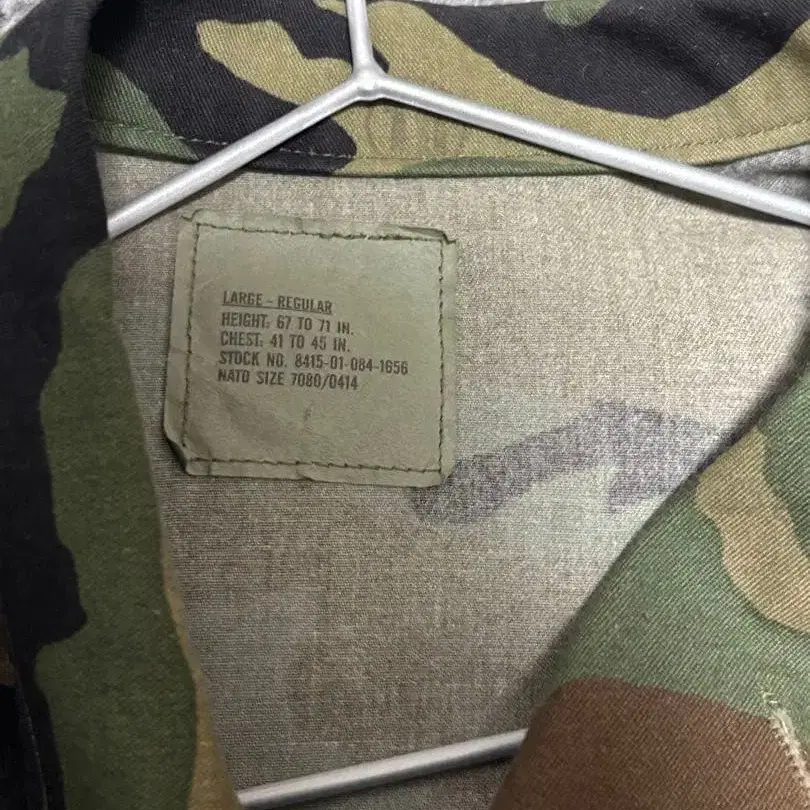 LARGE - REGULAR
HEIGHT: 67 TO 71 IN.
CHEST: 41 TO 45 IN.
STOCK NO. 8415-01-084-1656
NATO SIZE 7080/0414